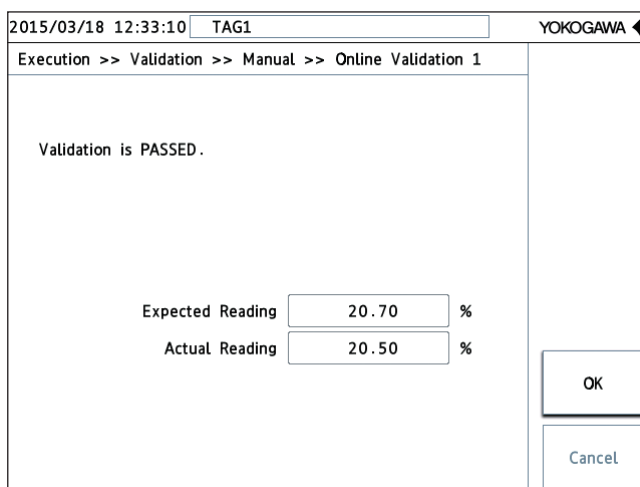 2015/03/18 12:33:10 TAG1 YOKOGAWA
Execution >> Validation >> Manual >> Online Validation 1
Validation is PASSED.
Expected Reading 20.70 %
Actual Reading 20.50 %
OK
Cancel